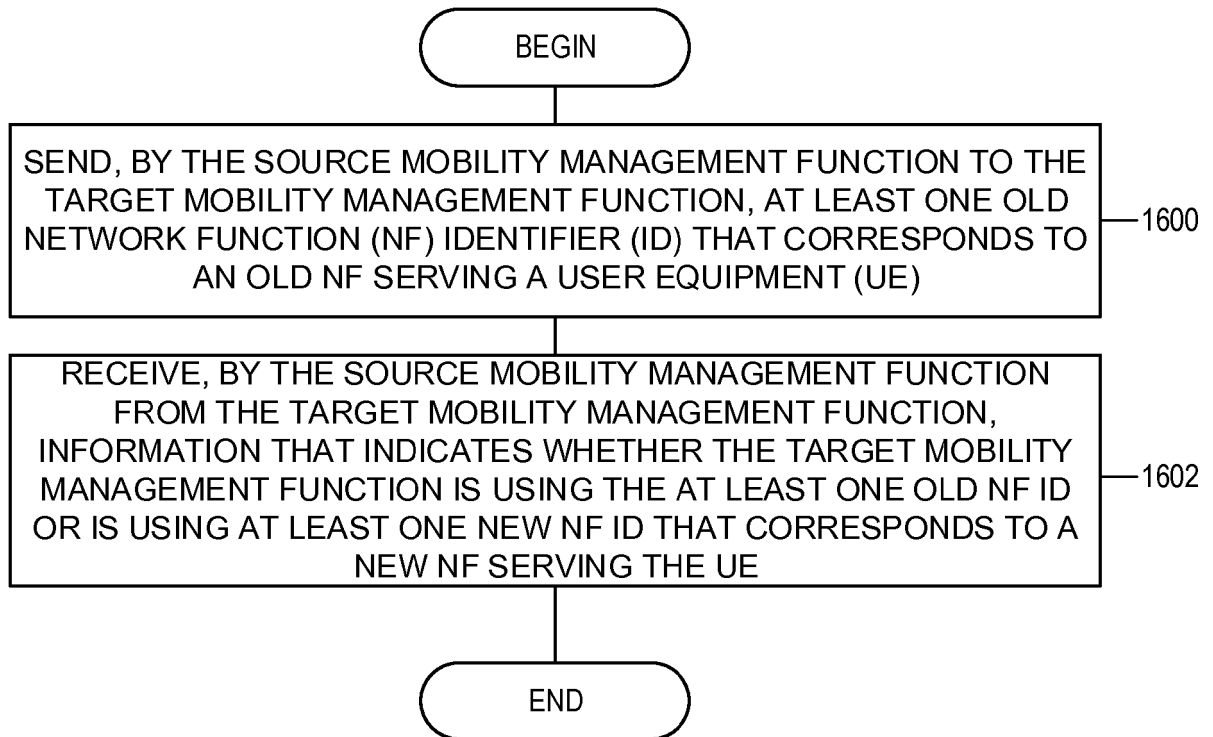 BEGIN
SEND, BY THE SOURCE MOBILITY MANAGEMENT FUNCTION TO THE
TARGET MOBILITY MANAGEMENT FUNCTION, AT LEAST ONE OLD
NETWORK FUNCTION (NF) IDENTIFIER (ID) THAT CORRESPONDS TO
AN OLD NF SERVING A USER EQUIPMENT (UE)
1600
RECEIVE, BY THE SOURCE MOBILITY MANAGEMENT FUNCTION
FROM THE TARGET MOBILITY MANAGEMENT FUNCTION,
INFORMATION THAT INDICATES WHETHER THE TARGET MOBILITY
MANAGEMENT FUNCTION IS USING THE AT LEAST ONE OLD NF ID
OR IS USING AT LEAST ONE NEW NF ID THAT CORRESPONDS TO A
NEW NF SERVING THE UE
1602
END